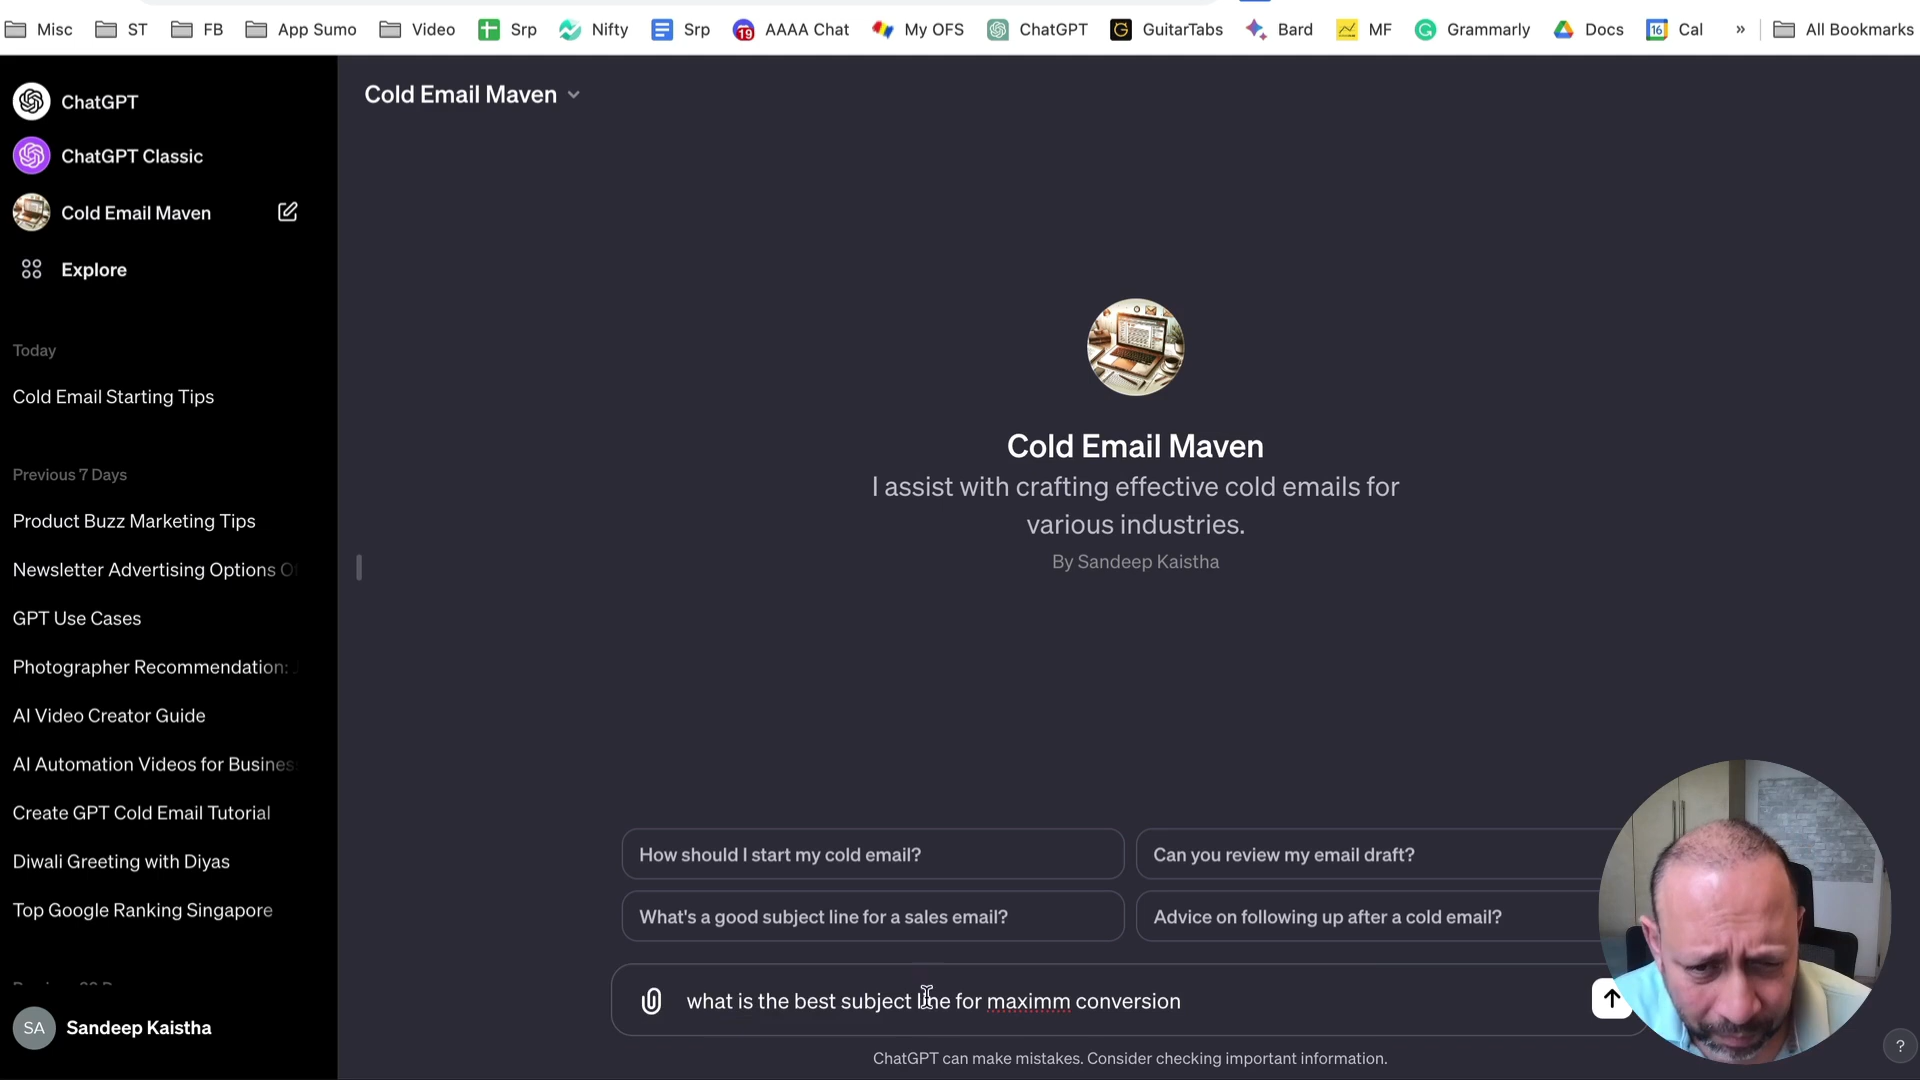 Misc
ST
FB
App Sumo
Video
Srp
Nifty
Srp
19
AAAA Chat
My OFS
ChatGPT
GuitarTabs
Bard
MF
Grammarly
Docs
16
Cal
»
All Bookmarks
ChatGPT
ChatGPT Classic
Cold Email Maven
Explore
Today
Cold Email Starting Tips
Previous 7 Days
Product Buzz Marketing Tips
Newsletter Advertising Options O
GPT Use Cases
Photographer Recommendation:
AI Video Creator Guide
AI Automation Videos for Busines
Create GPT Cold Email Tutorial
Diwali Greeting with Diyas
Top Google Ranking Singapore
SA
Sandeep Kaistha
Cold Email Maven
Cold Email Maven
I assist with crafting effective cold emails for
various industries.
By Sandeep Kaistha
How should I start my cold email?
Can you review my email draft?
What's a good subject line for a sales email?
Advice on following up after a cold email?
what is the best subject line for maximm conversion
ChatGPT can make mistakes. Consider checking important information.
?